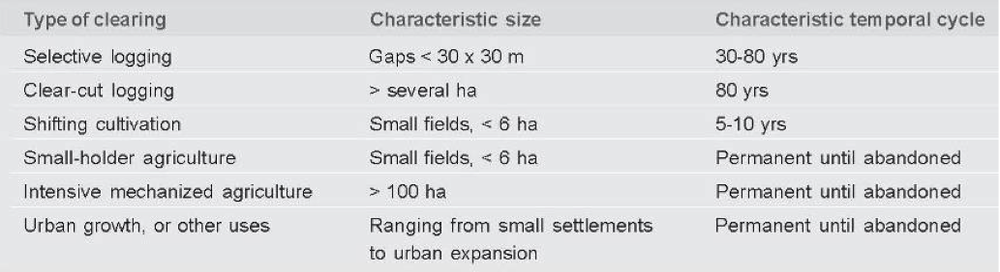 Type of clearing Characteristic size Characteristic temporal cycle
Selective logging Gaps < 30 x 30 m 30-80 yrs
Clear-cut logging > several ha 80 yrs
Shifting cultivation Small fields, < 6 ha 5-10 yrs
Small-holder agriculture Small fields, < 6 ha Permanent until abandoned
Intensive mechanized agriculture > 100 ha Permanent until abandoned
Urban growth, or other uses Ranging from small settlements Permanent until abandoned
to urban expansion